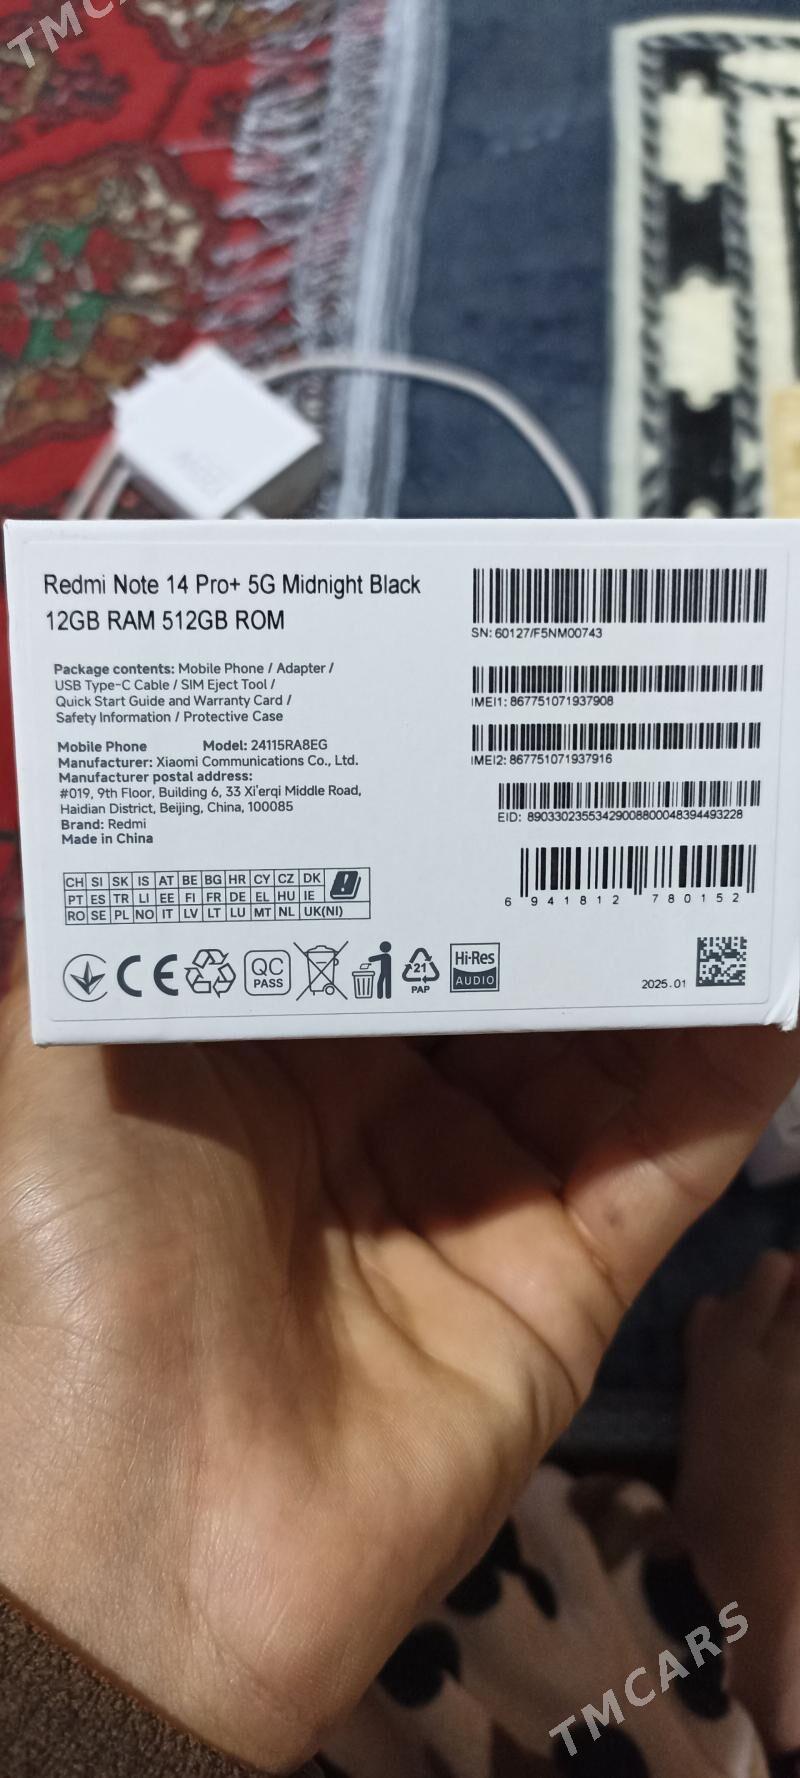 TMC
Redmi Note 14 Pro+ 5G Midnight Black
12GB RAM 512GB ROM
Package contents: Mobile Phone / Adapter /
USB Type-C Cable / SIM Eject Tool /
Quick Start Guide and Warranty Card /
Safety Information / Protective Case
Mobile Phone Model: 24115RA8EG
Manufacturer: Xiaomi Communications Co., Ltd.
Manufacturer postal address:
#019, 9th Floor, Building 6, 33 Xi'erqi Middle Road,
Haidian District, Beijing, China, 100085
Brand: Redmi
Made in China
CH SI SK IS AT BE BG HR CY CZ DK
PT ES TR LI EE FI FR DE EL HU IE
RO SE PL NO IT LV LT LU MT NL UK(NI)
CE
QC
PASS
21
PAP
Hi-Res
AUDIO
SN: 60127/F5NM00743
IMEI1: 867751071937908
IMEI2: 867751071937916
EID: 89033023553429008800048394493228
6 941812 780152
2025.01
TMCARS